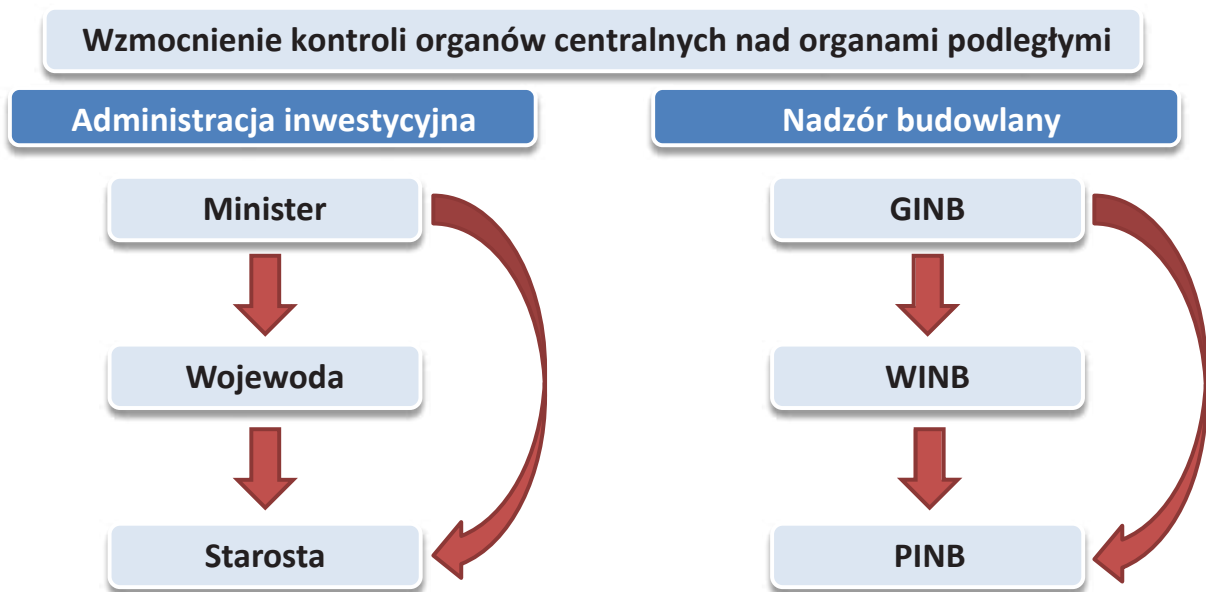 Wzmocnienie kontroli organów centralnych nad organami podległymi
Administracja inwestycyjna
Nadzór budowlany
Minister
GINB
Wojewoda
WINB
Starosta
PINB